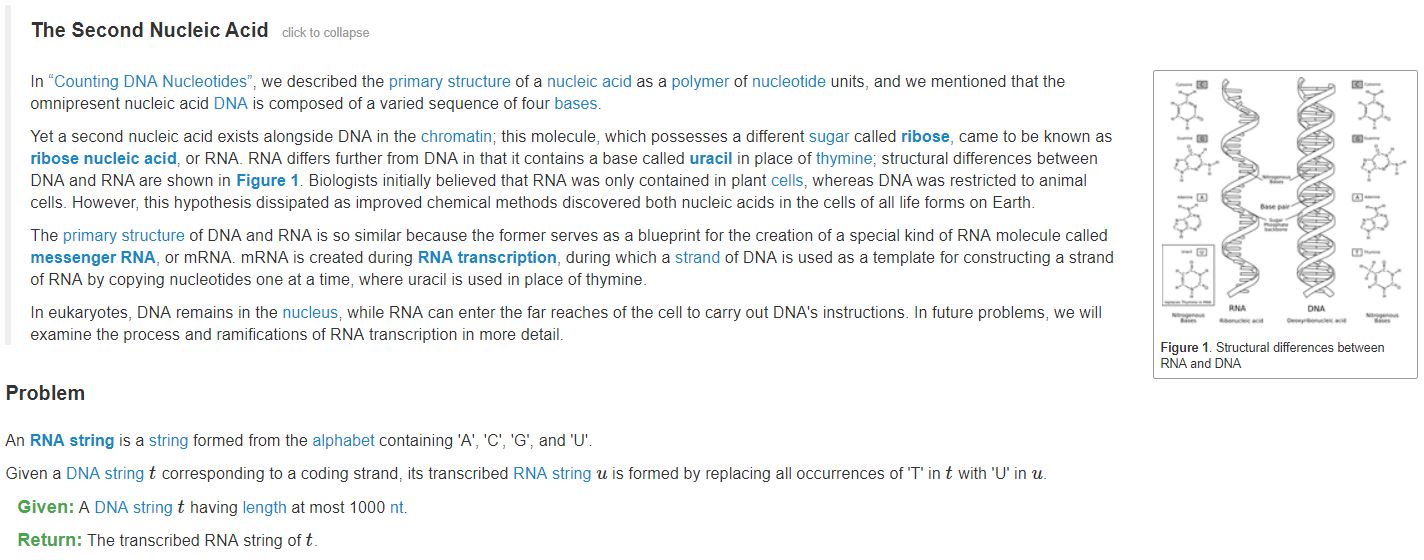 The Second Nucleic Acid click to collapse
In “Counting DNA Nucleotides”, we described the primary structure of a nucleic acid as a polymer of nucleotide units, and we mentioned that the
omnipresent nucleic acid DNA is composed of a varied sequence of four bases.
Yet a second nucleic acid exists alongside DNA in the chromatin; this molecule, which possesses a different sugar called ribose, came to be known as
ribose nucleic acid, or RNA. RNA differs further from DNA in that it contains a base called uracil in place of thymine; structural differences between
DNA and RNA are shown in Figure 1. Biologists initially believed that RNA was only contained in plant cells, whereas DNA was restricted to animal
cells. However, this hypothesis dissipated as improved chemical methods discovered both nucleic acids in the cells of all life forms on Earth.
The primary structure of DNA and RNA is so similar because the former serves as a blueprint for the creation of a special kind of RNA molecule called
messenger RNA, or mRNA. mRNA is created during RNA transcription, during which a strand of DNA is used as a template for constructing a strand
of RNA by copying nucleotides one at a time, where uracil is used in place of thymine.
In eukaryotes, DNA remains in the nucleus, while RNA can enter the far reaches of the cell to carry out DNA's instructions. In future problems, we will
examine the process and ramifications of RNA transcription in more detail.
Cytosine C
C Cytosine
Guanine G
G Guanine
Nitrogenous
Bases
Base pair
Adenine A
A Adenine
Sugar
Phosphate
backbone
Uracil U
T Thymine
replaces Thymine in RNA
RNA
DNA
Nitrogenous
Bases
Ribonucleic acid
Deoxyribonucleic acid
Nitrogenous
Bases
Figure 1. Structural differences between
RNA and DNA
Problem
An RNA string is a string formed from the alphabet containing 'A', 'C', 'G', and 'U'.
Given a DNA string t corresponding to a coding strand, its transcribed RNA string u is formed by replacing all occurrences of 'T' in t with 'U' in u.
Given: A DNA string t having length at most 1000 nt.
Return: The transcribed RNA string of t.